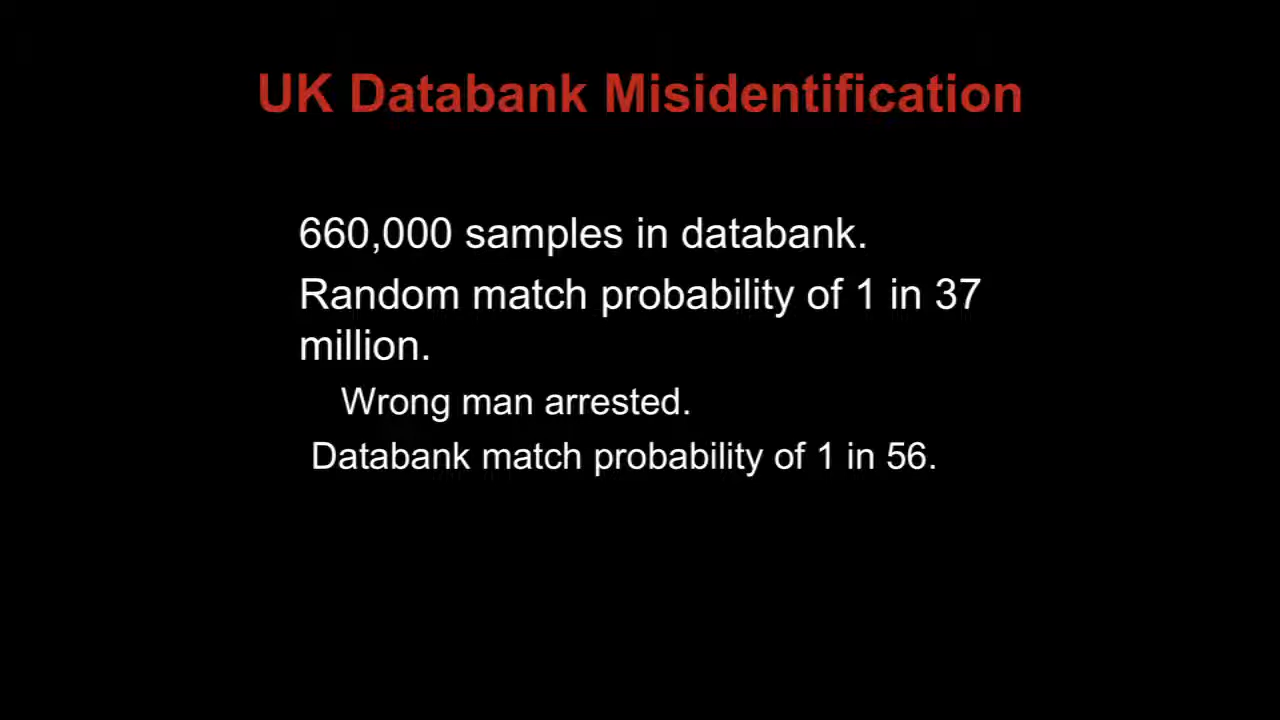 UK Databank Misidentification
660,000 samples in databank.
Random match probability of 1 in 37
million.
Wrong man arrested.
Databank match probability of 1 in 56.